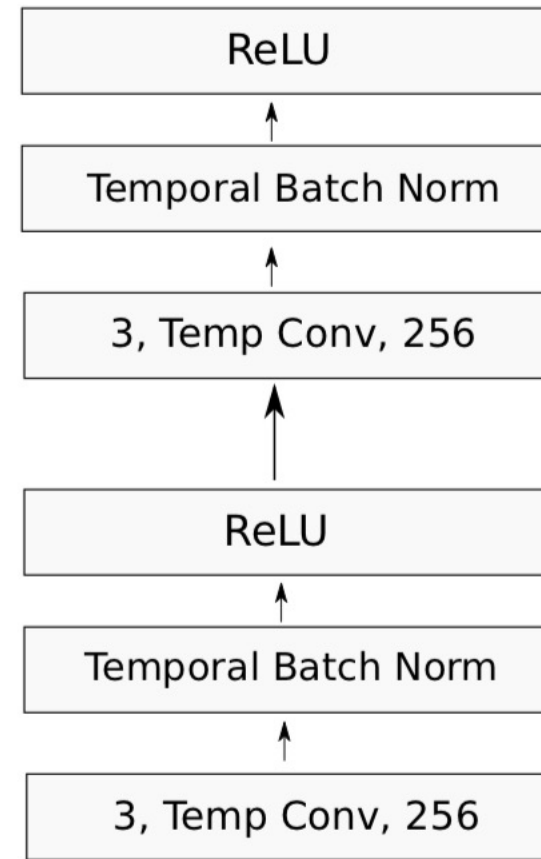 ReLU
Temporal Batch Norm
3, Temp Conv, 256
ReLU
Temporal Batch Norm
3, Temp Conv, 256